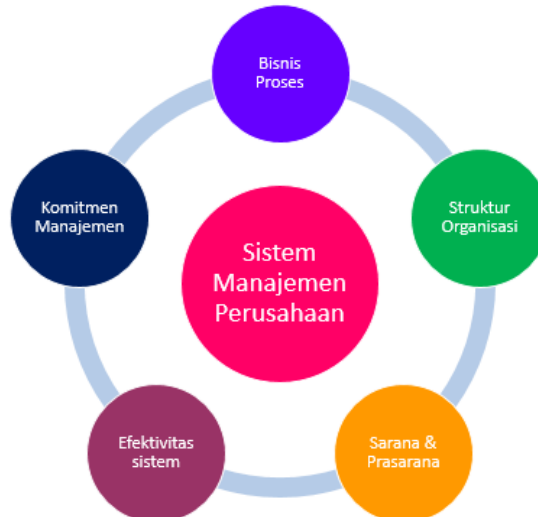 Bisnis
Proses
Struktur
Organisasi
Sarana &
Prasarana
Efektivitas
sistem
Komitmen
Manajemen
Sistem
Manajemen
Perusahaan